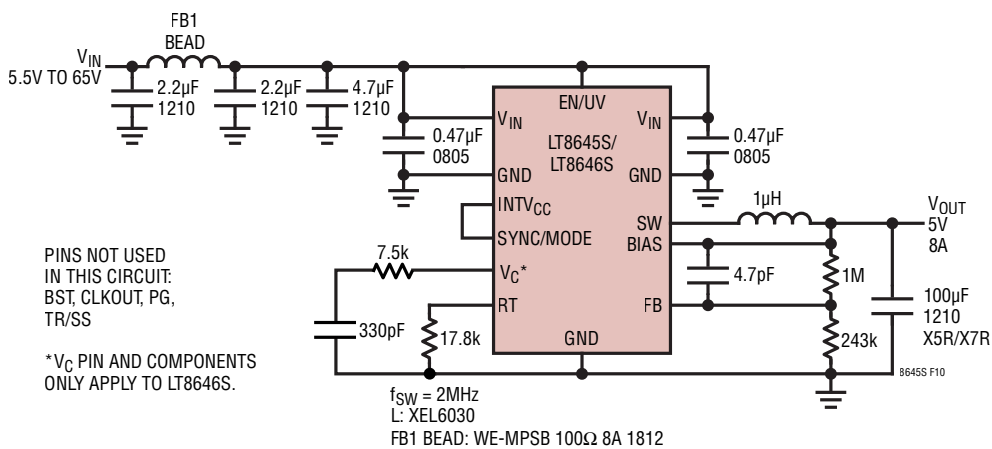 FB1
BEAD
VIN
5.5V TO 65V
2.2µF
1210
2.2µF
1210
4.7µF
1210
0.47µF
0805
EN/UV
VIN
VIN
LT8645S/
LT8646S
GND
GND
0.47µF
0805
INTVCC
SYNC/MODE
SW
BIAS
1µH
VOUT
5V
8A
PINS NOT USED
IN THIS CIRCUIT:
BST, CLKOUT, PG,
TR/SS
7.5k
VC*
4.7pF
1M
100µF
1210
X5R/X7R
RT
FB
330pF
17.8k
GND
243k
*VC PIN AND COMPONENTS
ONLY APPLY TO LT8646S.
8645S F10
fSW = 2MHz
L: XEL6030
FB1 BEAD: WE-MPSB 100Ω 8A 1812